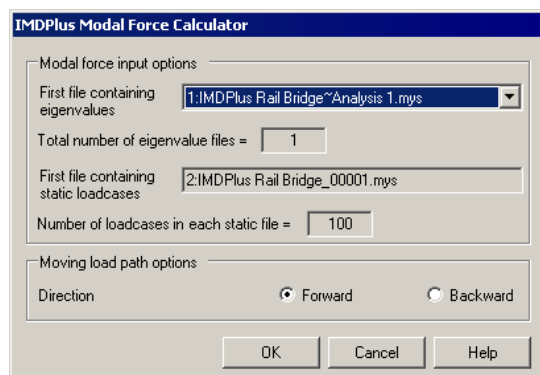 IMDPlus Modal Force Calculator
Modal force input options
First file containing
eigenvalues
1:IMDPlus Rail Bridge~Analysis 1.mys
Total number of eigenvalue files =
1
First file containing
static loadcases
2:IMDPlus Rail Bridge_00001.mys
Number of loadcases in each static file =
100
Moving load path options
Direction
Forward
Backward
OK
Cancel
Help